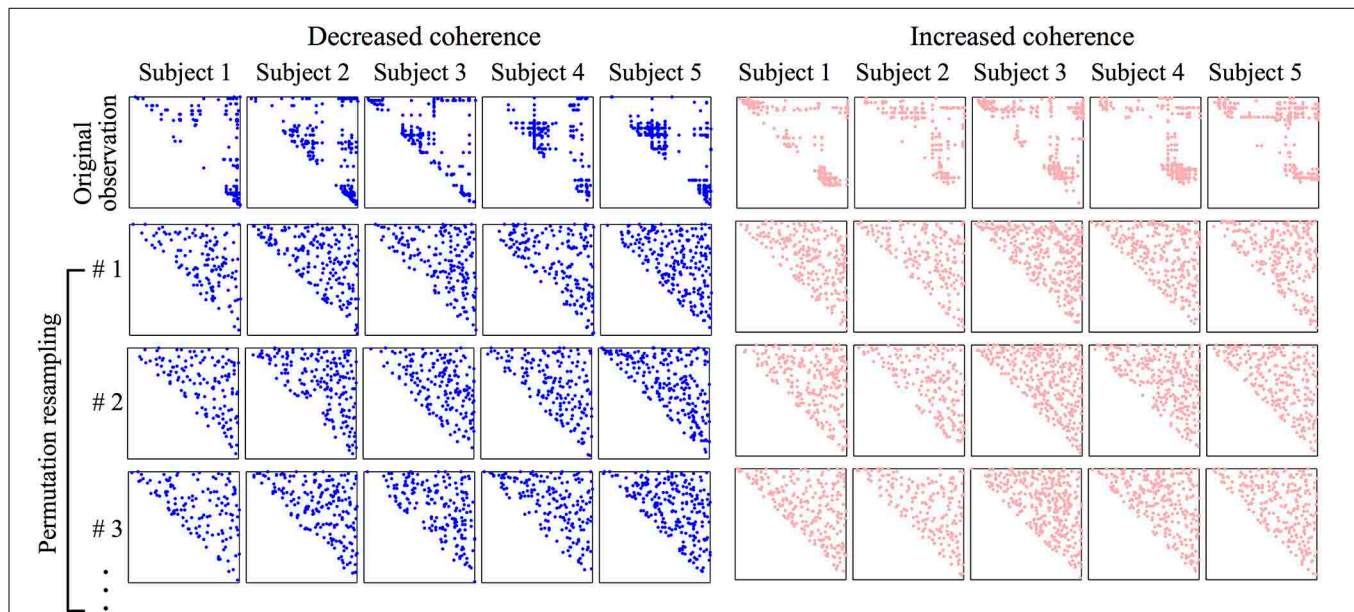 Decreased coherence Increased coherence
Subject 1 Subject 2 Subject 3 Subject 4 Subject 5 Subject 1 Subject 2 Subject 3 Subject 4 Subject 5
Original
observation
Permutation resampling
# 1
# 2
# 3